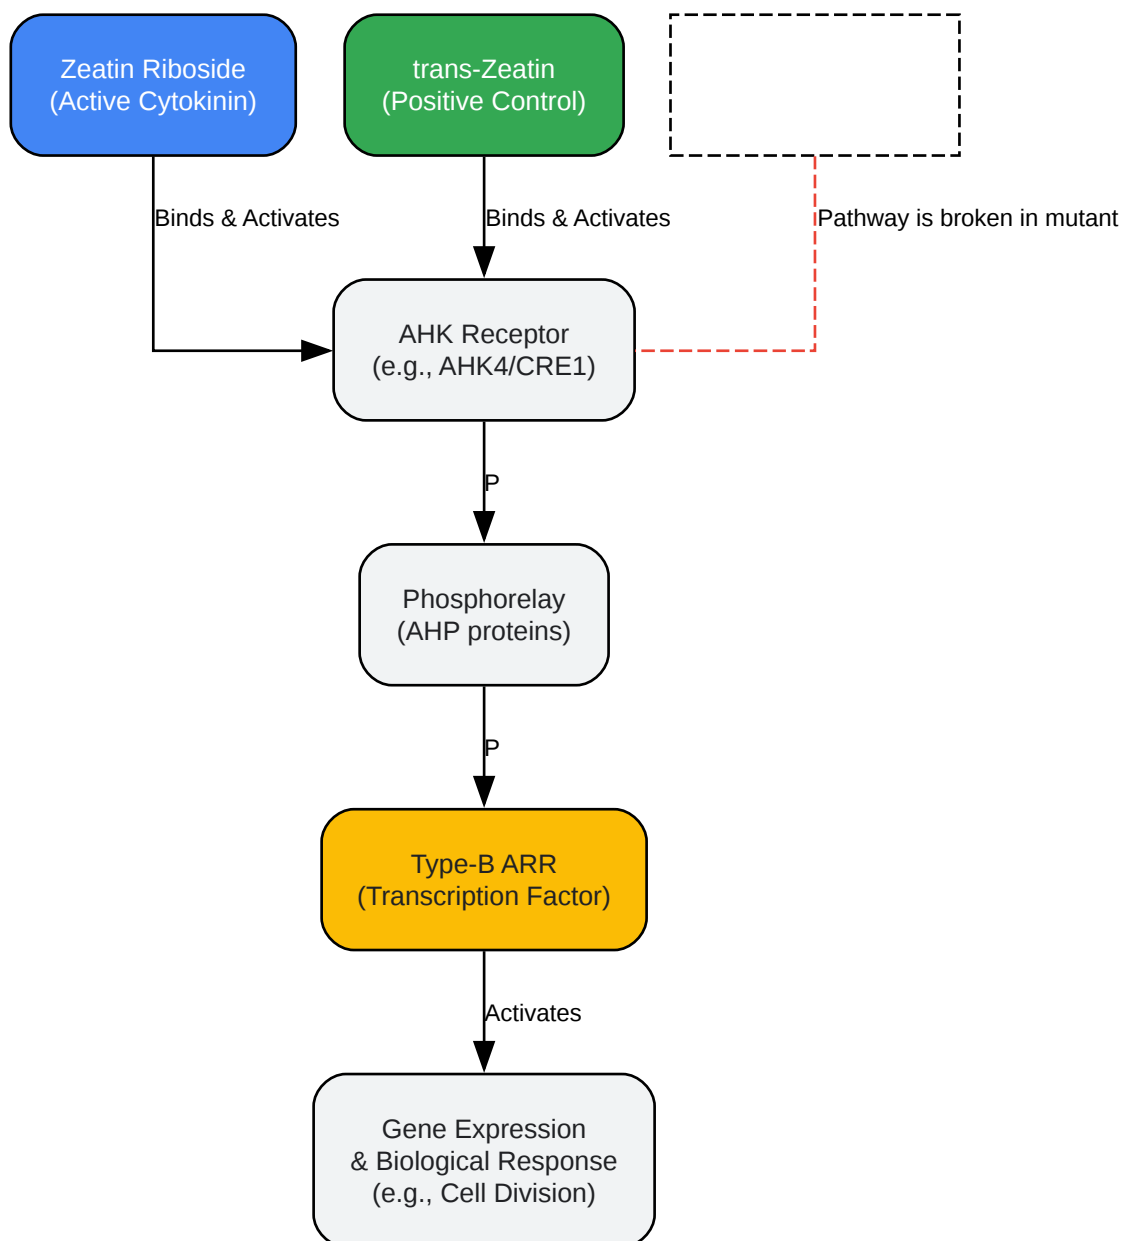 Zeatin Riboside
(Active Cytokinin)
trans-Zeatin
(Positive Control)
Binds & Activates
Binds & Activates
Pathway is broken in mutant
AHK Receptor
(e.g., AHK4/CRE1)
P
Phosphorelay
(AHP proteins)
P
Type-B ARR
(Transcription Factor)
Activates
Gene Expression
& Biological Response
(e.g., Cell Division)